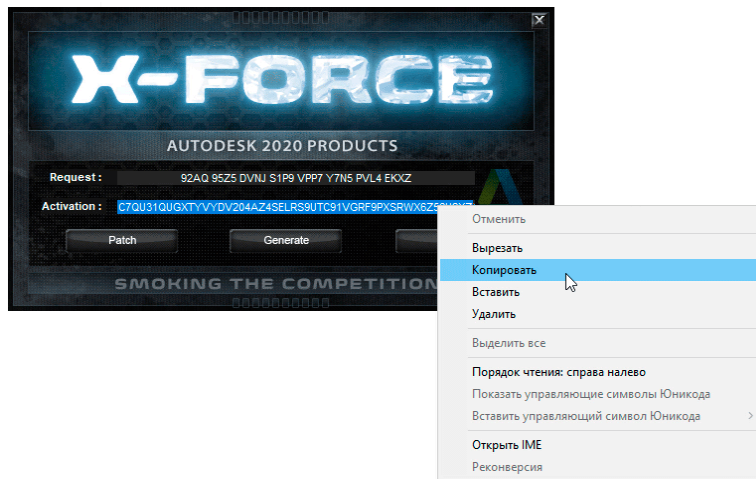 X-FORCE
AUTODESK 2020 PRODUCTS
Request :
92AQ 95Z5 DVNJ S1P9 VPP7 Y7N5 PVL4 EKXZ
Activation :
Patch
Generate
SMOKING THE COMPETITION
Отменить
Вырезать
Копировать
Вставить
Удалить
Выделить все
Порядок чтения: справа налево
Показать управляющие символы Юникода
Вставить управляющий символ Юникода
Открыть IME
Реконверсия